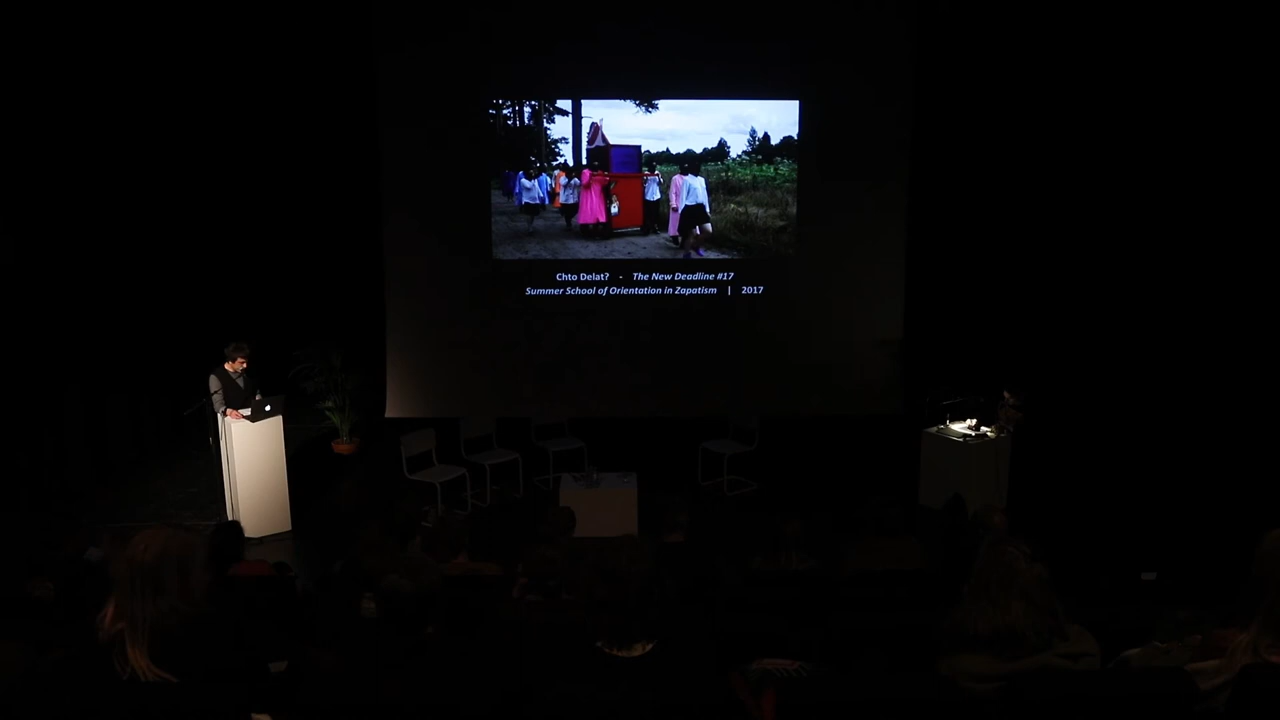 Chto Delat? - The New Deadline #17
Summer School of Orientation in Zapatism | 2017